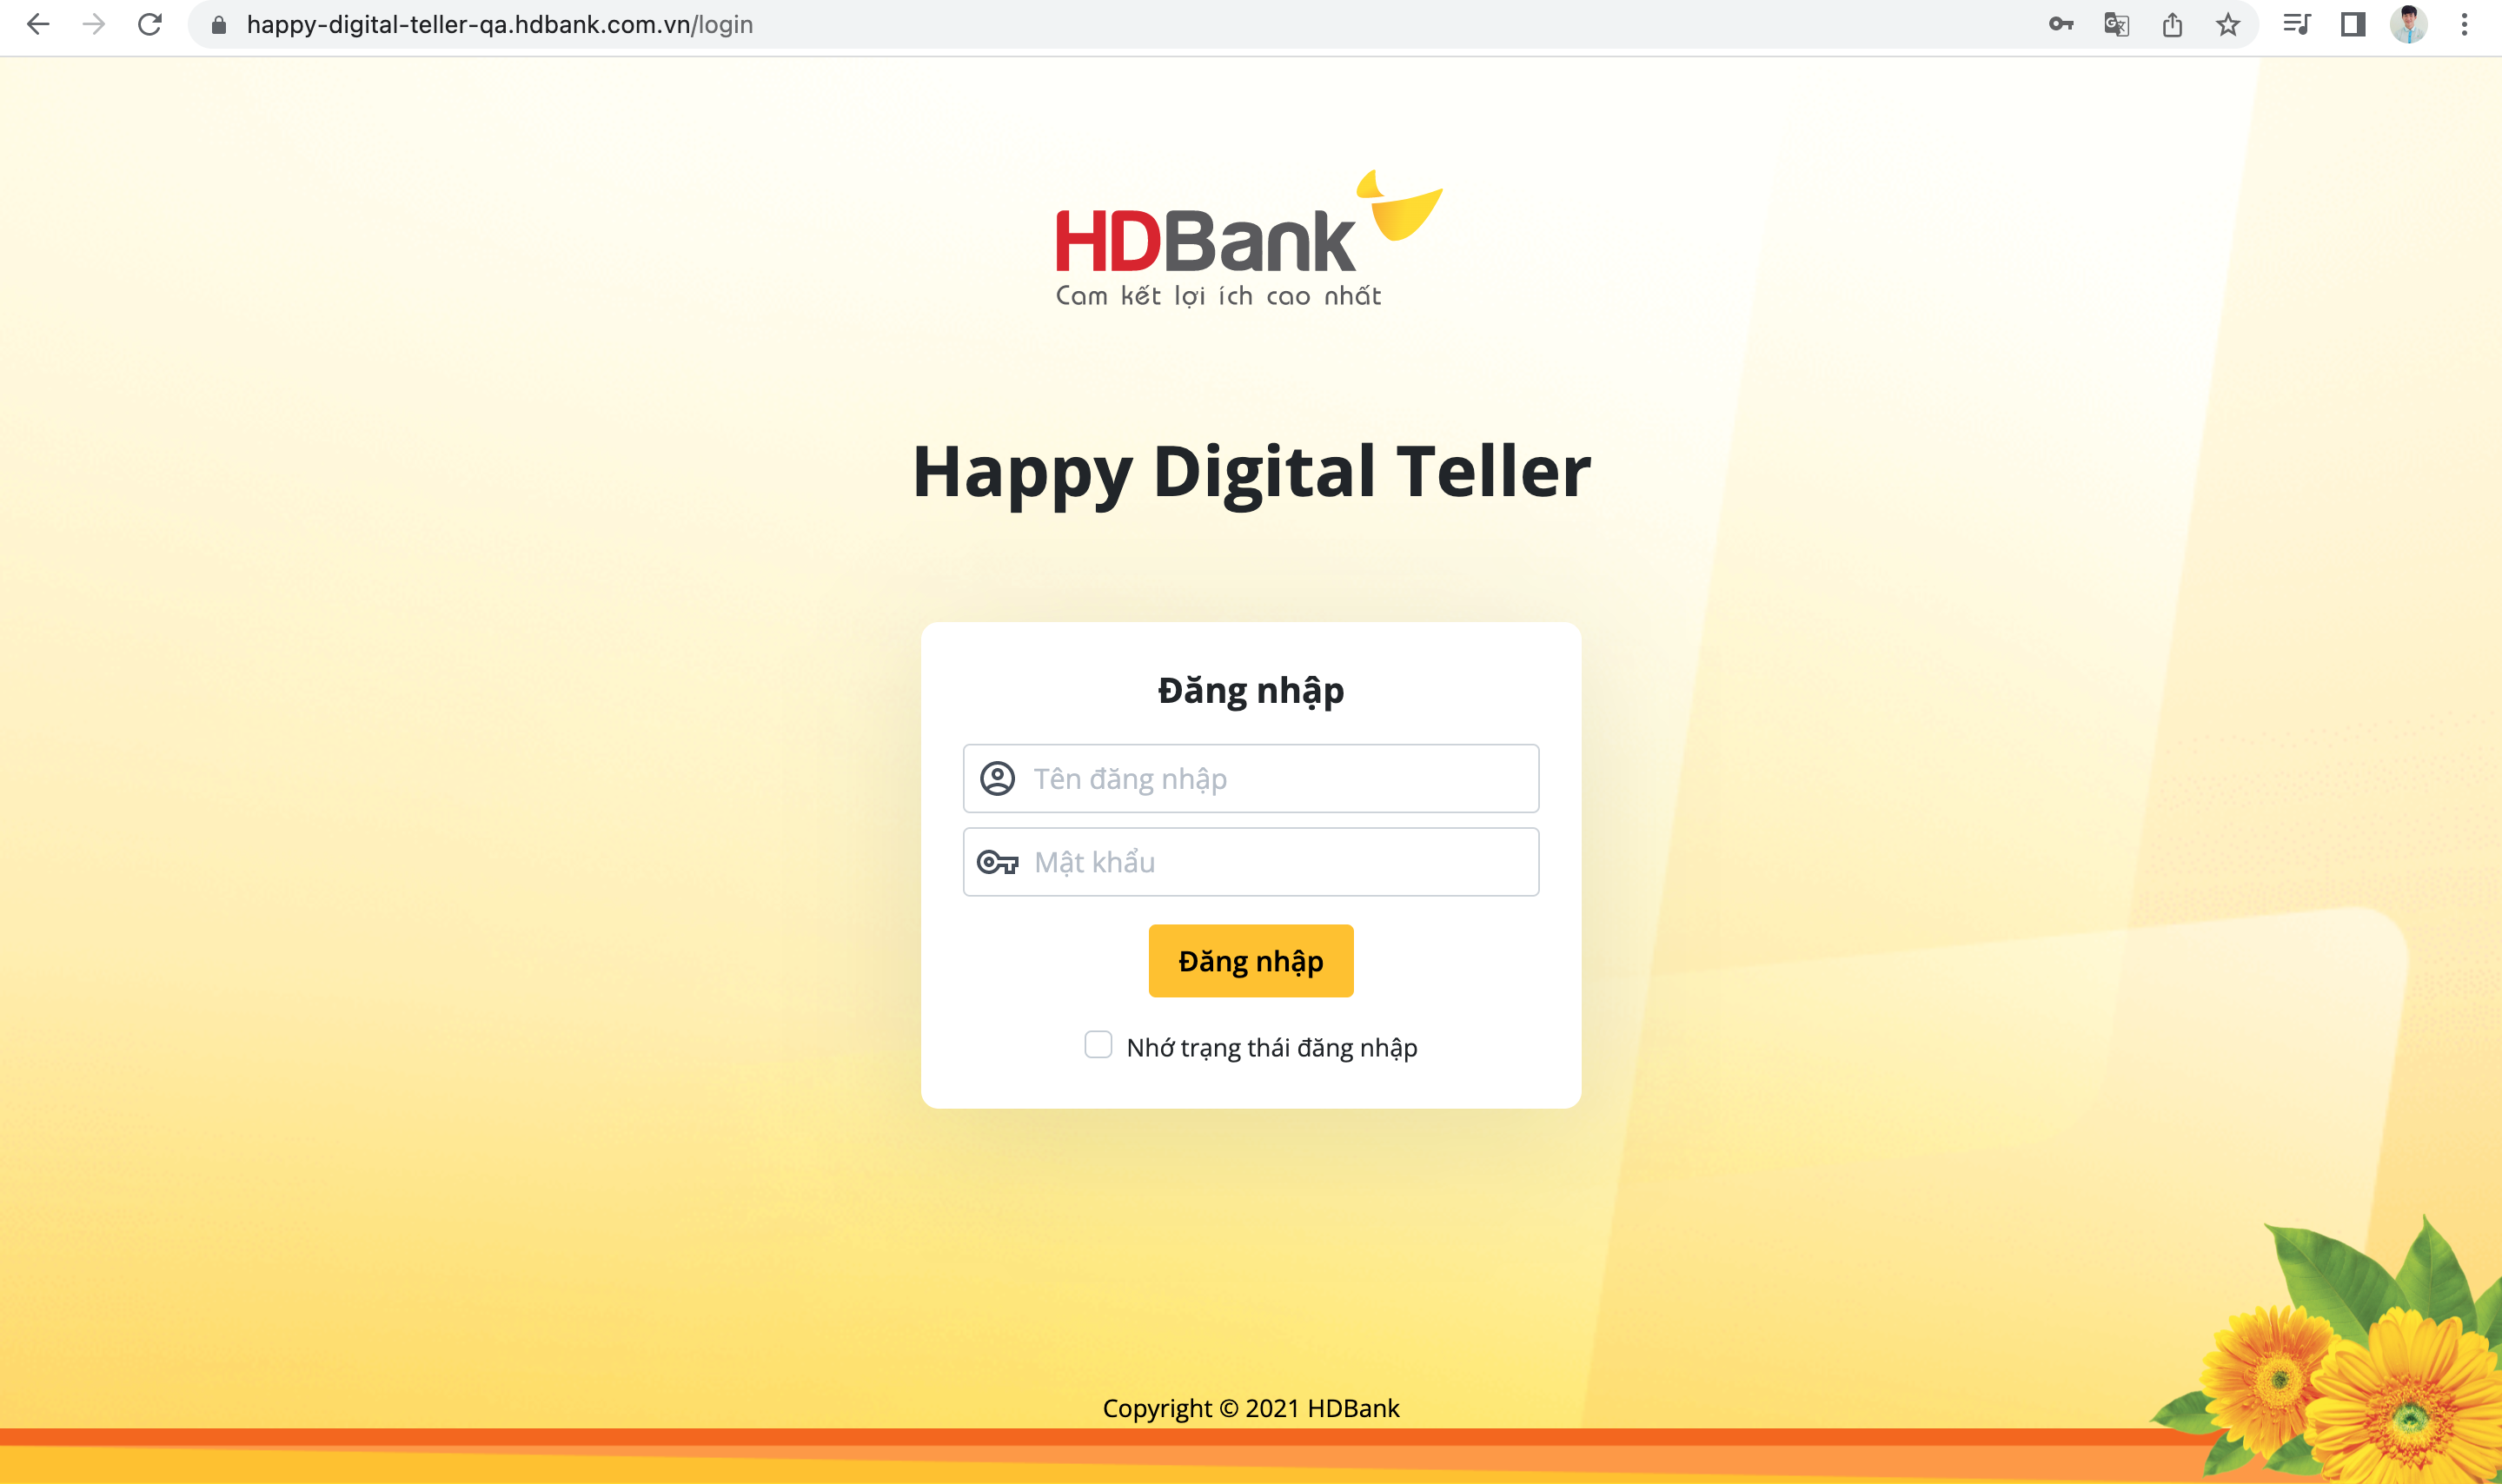 happy-digital-teller-qa.hdbank.com.vn/login
HDBank
Cam kết lợi ích cao nhất
Happy Digital Teller
Đăng nhập
Tên đăng nhập
Mật khẩu
Đăng nhập
Nhớ trạng thái đăng nhập
Copyright © 2021 HDBank